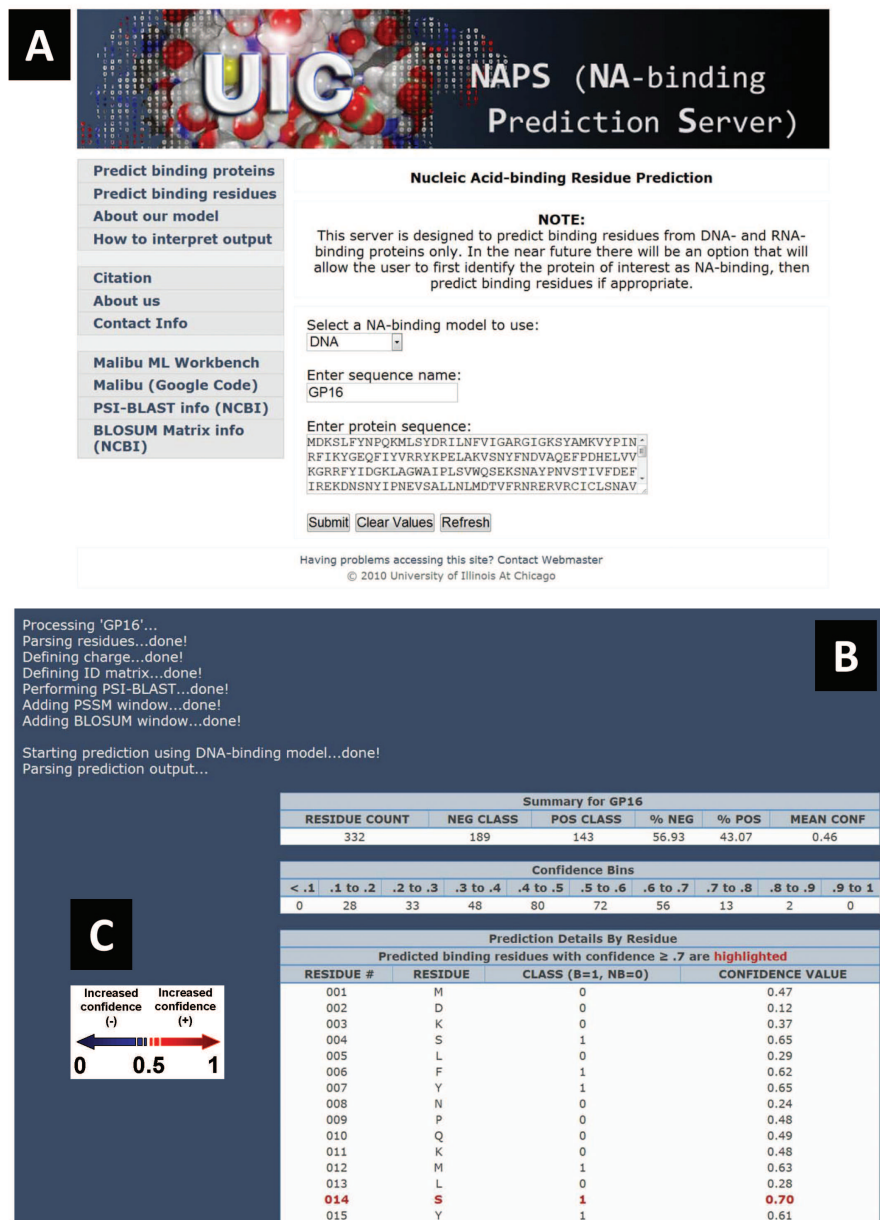 A
UIC
NAPS (NA-binding
Prediction Server)
Predict binding proteins
Predict binding residues
About our model
How to interpret output
Citation
About us
Contact Info
Malibu ML Workbench
Malibu (Google Code)
PSI-BLAST info (NCBI)
BLOSUM Matrix info
(NCBI)
Nucleic Acid-binding Residue Prediction
NOTE:
This server is designed to predict binding residues from DNA- and RNA-
binding proteins only. In the near future there will be an option that will
allow the user to first identify the protein of interest as NA-binding, then
predict binding residues if appropriate.
Select a NA-binding model to use:
DNA
Enter sequence name:
GP16
Enter protein sequence:
MDKSLFYNPQKMLSYDRILNFVIGARGIGKSYAMKVYPIN
RFIKYGEQFIYVRRYKPELAKVSNYFNDVAQEFPDHELVV
KGRRFYIDGKLAGWAIPLSVWQSEKSNAYPNVSTIVFDEF
IREKDNSNYIPNEVSALLNLMDTVFRNRERVRCICLSNAV
Submit Clear Values Refresh
Having problems accessing this site? Contact Webmaster
© 2010 University of Illinois At Chicago
B
Processing 'GP16'...
Parsing residues...done!
Defining charge...done!
Defining ID matrix...done!
Performing PSI-BLAST...done!
Adding PSSM window...done!
Adding BLOSUM window...done!
Starting prediction using DNA-binding model...done!
Parsing prediction output...
Summary for GP16
RESIDUE COUNT NEG CLASS POS CLASS % NEG % POS MEAN CONF
332 189 143 56.93 43.07 0.46
Confidence Bins
< .1 .1 to .2 .2 to .3 .3 to .4 .4 to .5 .5 to .6 .6 to .7 .7 to .8 .8 to .9 .9 to 1
0 28 33 48 80 72 56 13 2 0
C
Increased confidence (-) Increased confidence (+)
0 0.5 1
Prediction Details By Residue
Predicted binding residues with confidence ≥ .7 are highlighted
RESIDUE # RESIDUE CLASS (B=1, NB=0) CONFIDENCE VALUE
001 M 0 0.47
002 D 0 0.12
003 K 0 0.37
004 S 1 0.65
005 L 0 0.29
006 F 1 0.62
007 Y 1 0.65
008 N 0 0.24
009 P 0 0.48
010 Q 0 0.49
011 K 0 0.48
012 M 1 0.63
013 L 0 0.28
014 S 1 0.70
015 Y 1 0.61